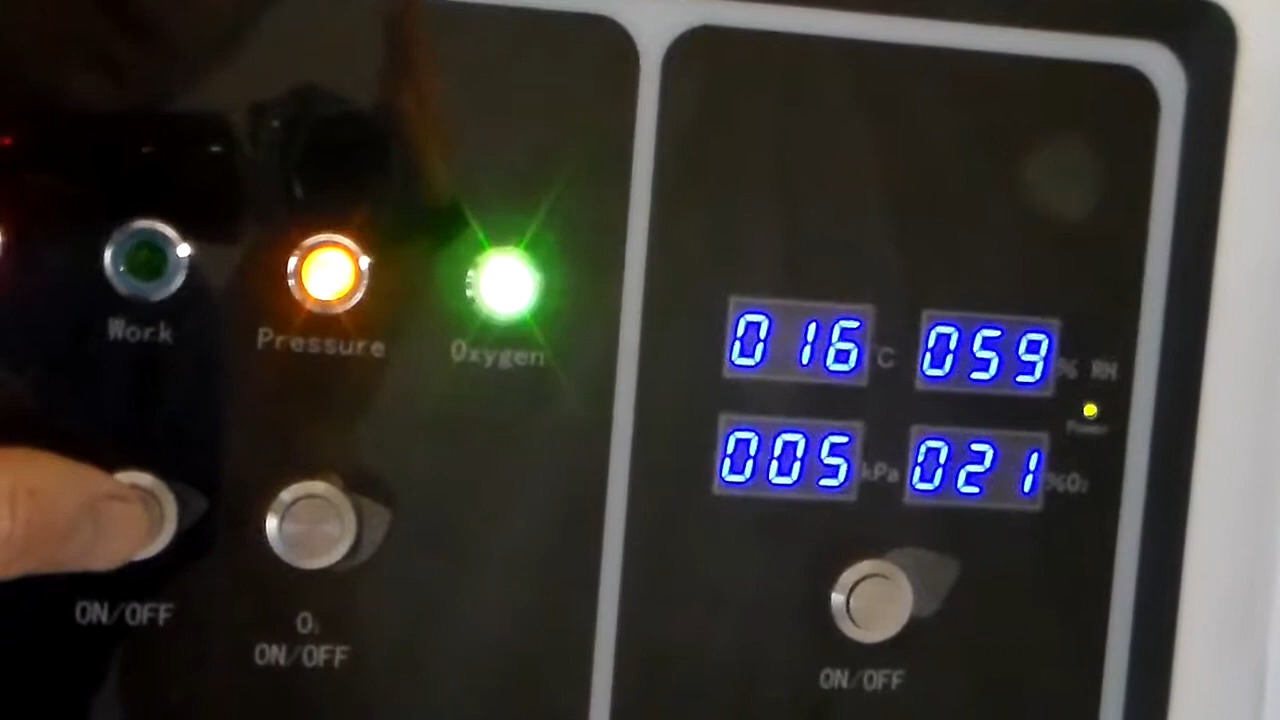 Work
Pressure
Oxygen
ON/OFF
O₂
ON/OFF
016 °C
059 % RH
Power
005 kPa
021 %O₂
ON/OFF